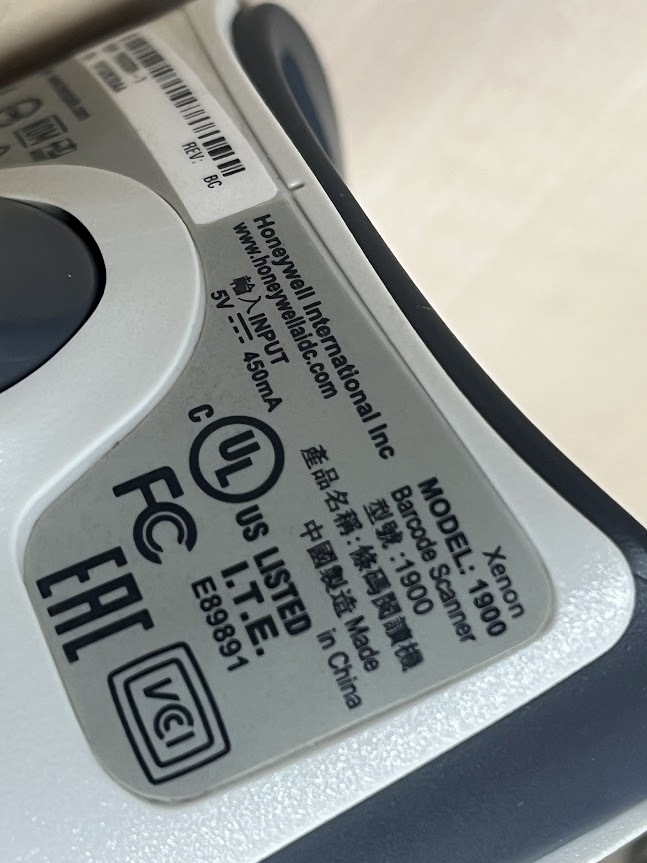 REV: BC
Honeywell International Inc
www.honeywellaidc.com
輸入INPUT
5V 450mA
C UL US LISTED
I.T.E.
E89891
FC
EAC
VCCI
Xenon
MODEL: 1900
Barcode Scanner
型號:1900
產品名稱:條碼閱讀機
中國製造 Made
in China